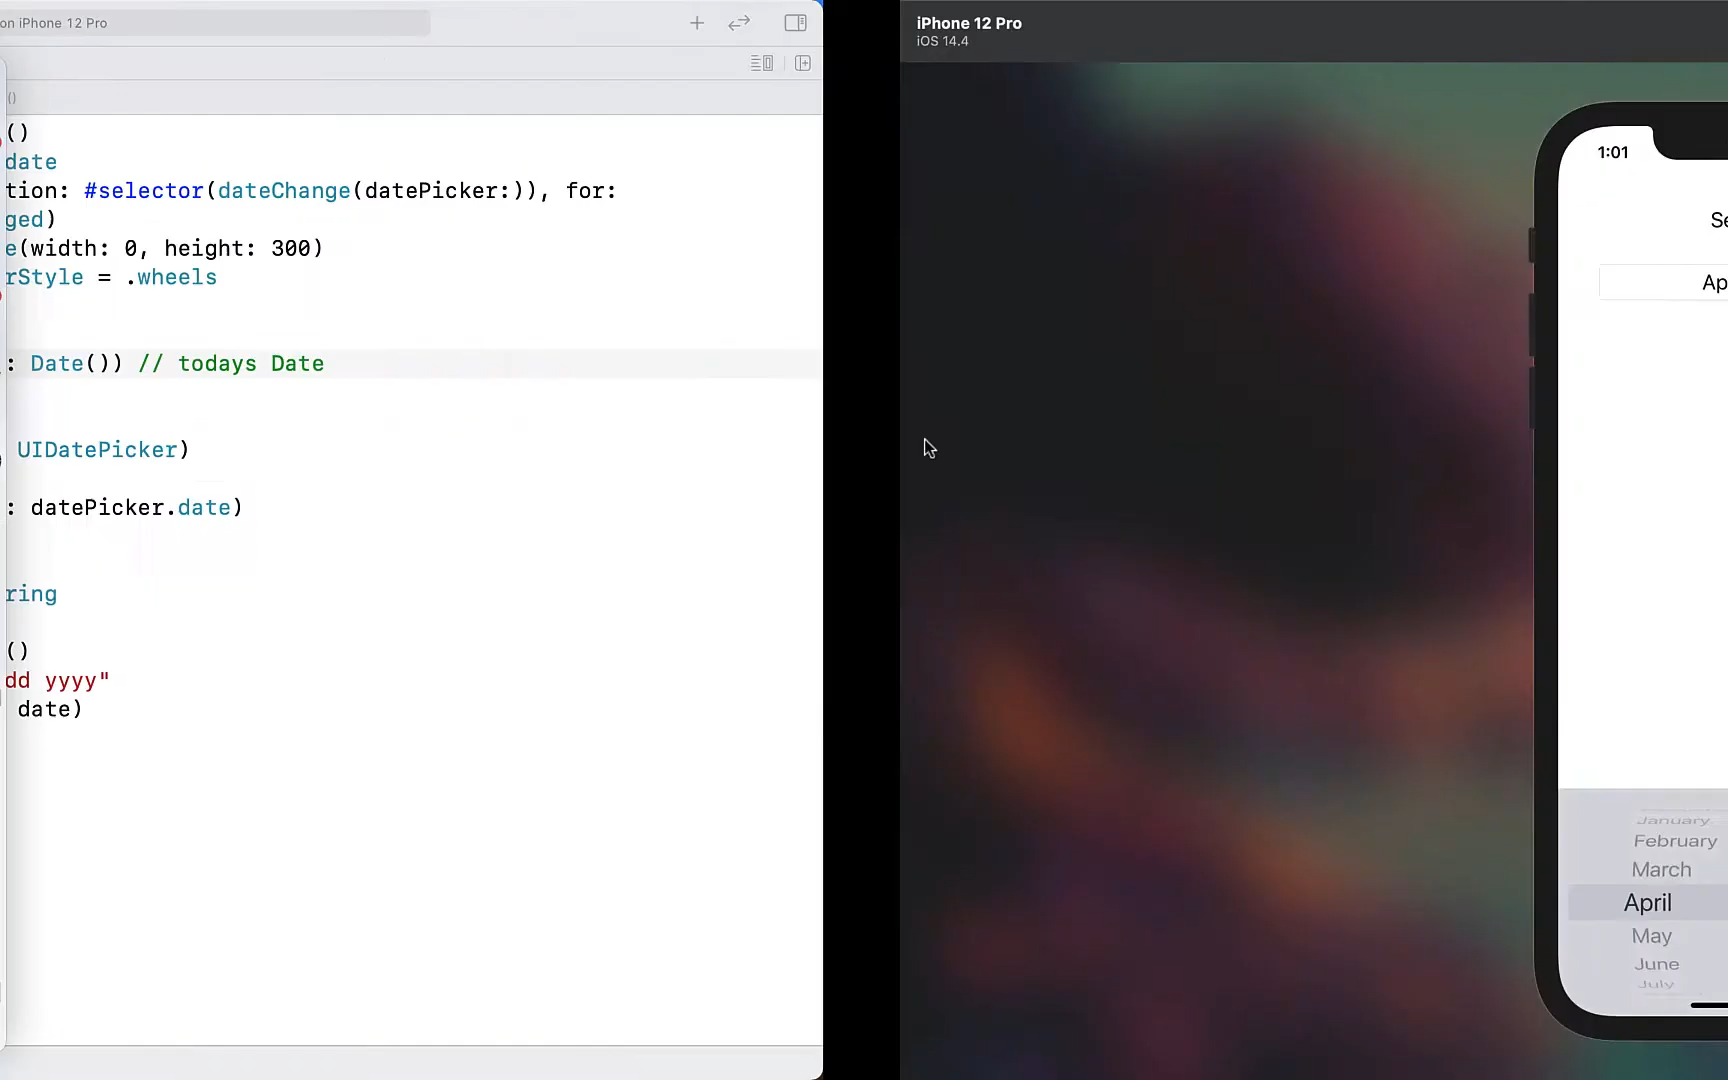 on iPhone 12 Pro
()
()
date
tion: #selector(dateChange(datePicker:)), for:
ged)
e(width: 0, height: 300)
rStyle = .wheels
: Date()) // todays Date
UIDatePicker)
: datePicker.date)
ring
()
dd yyyy"
date)
iPhone 12 Pro
iOS 14.4
1:01
Se
Ap
January
February
March
April
May
June
July